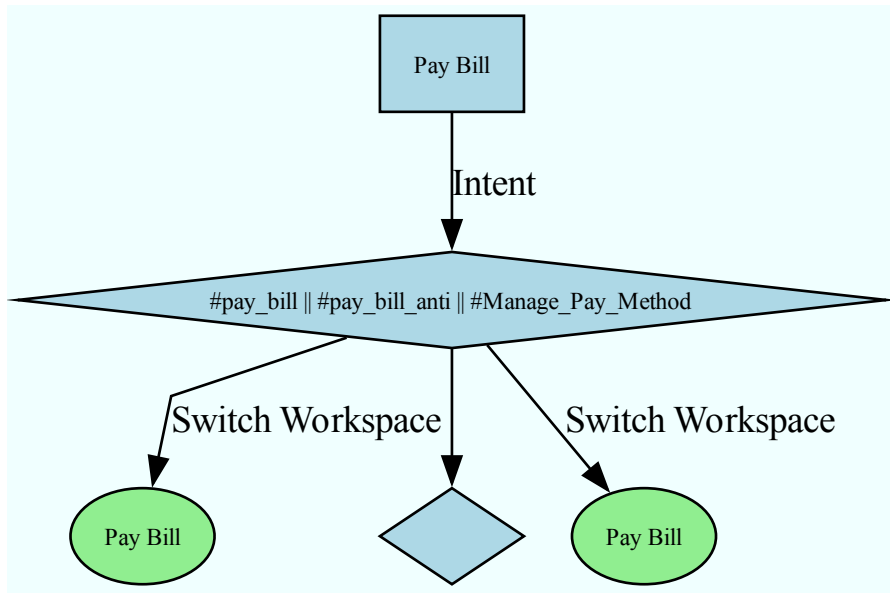 Pay Bill
Intent
#pay_bill || #pay_bill_anti || #Manage_Pay_Method
Switch Workspace
Switch Workspace
Pay Bill
Pay Bill